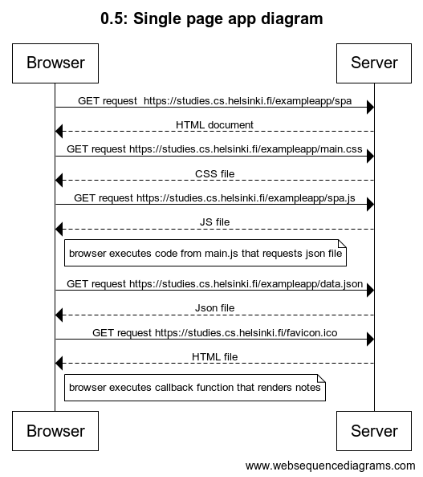 0.5: Single page app diagram
Browser
Server
GET request  https://studies.cs.helsinki.fi/exampleapp/spa
HTML document
GET request https://studies.cs.helsinki.fi/exampleapp/main.css
CSS file
GET request https://studies.cs.helsinki.fi/exampleapp/spa.js
JS file
browser executes code from main.js that requests json file
GET request https://studies.cs.helsinki.fi/exampleapp/data.json
Json file
GET request https://studies.cs.helsinki.fi/favicon.ico
HTML file
browser executes callback function that renders notes
Browser
Server
www.websequencediagrams.com